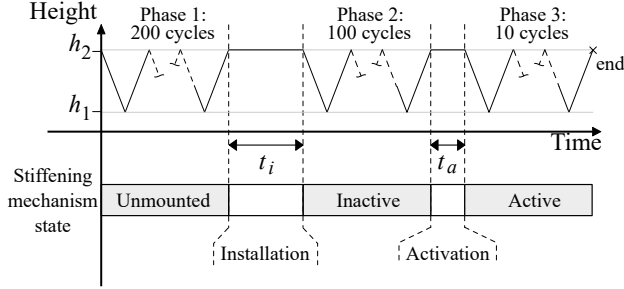 Height
Phase 1:
200 cycles
Phase 2:
100 cycles
Phase 3:
10 cycles
h₂
end
h₁
Time
tᵢ
tₐ
Stiffening
mechanism
state
Unmounted
Inactive
Active
Installation
Activation